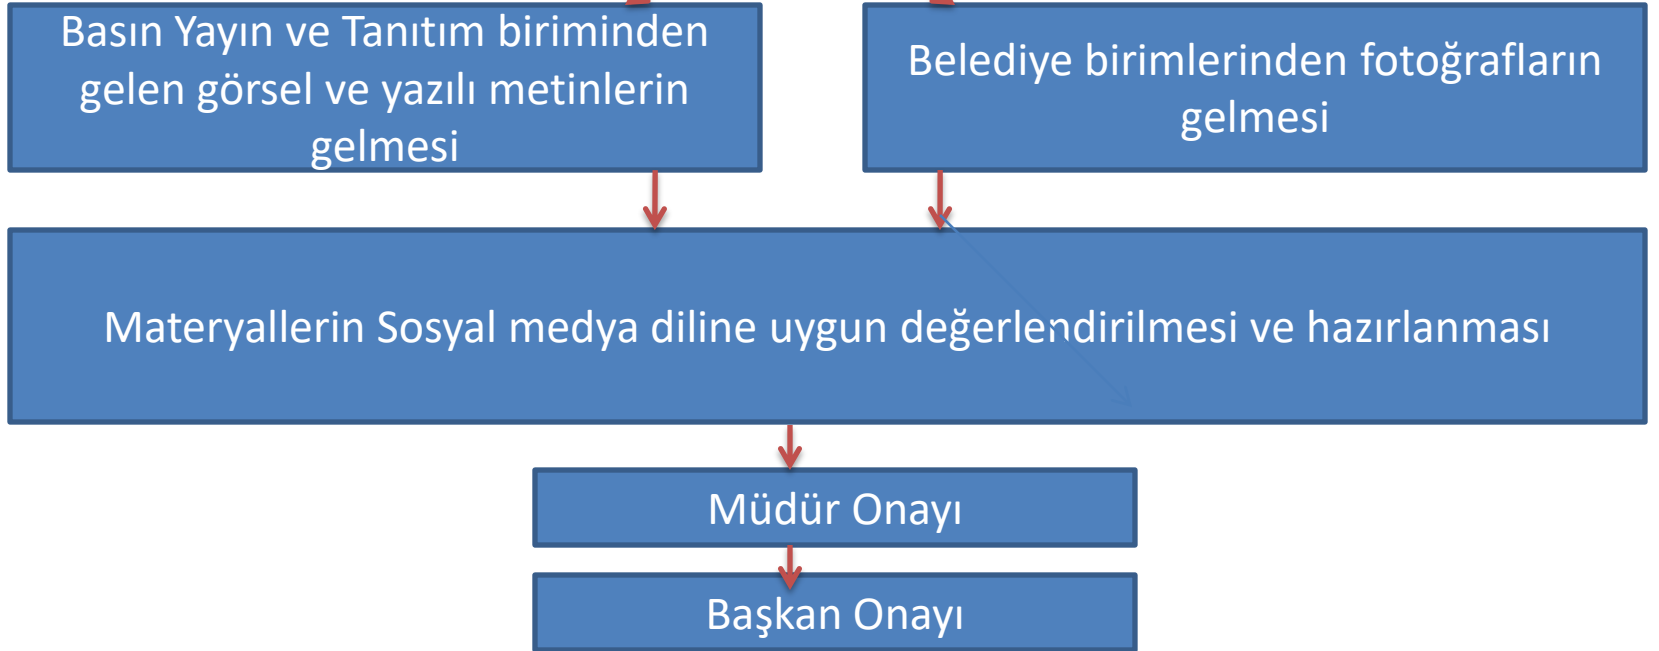 Basın Yayın ve Tanıtım biriminden
gelen görsel ve yazılı metinlerin
gelmesi
Belediye birimlerinden fotoğrafların
gelmesi
Materyallerin Sosyal medya diline uygun değerlendirilmesi ve hazırlanması
Müdür Onayı
Başkan Onayı